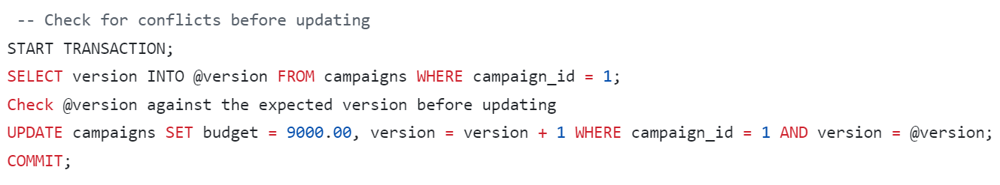 -- Check for conflicts before updating
START TRANSACTION;
SELECT version INTO @version FROM campaigns WHERE campaign_id = 1;
Check @version against the expected version before updating
UPDATE campaigns SET budget = 9000.00, version = version + 1 WHERE campaign_id = 1 AND version = @version;
COMMIT;